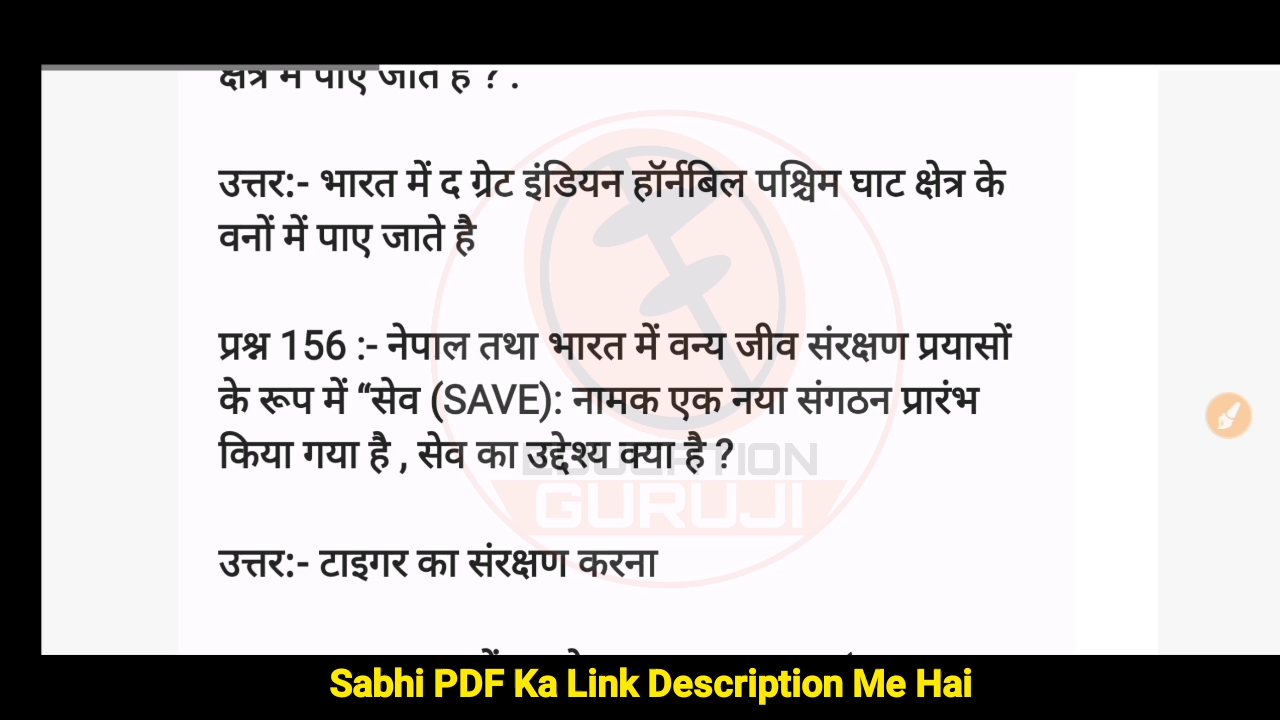 क्षेत्र में पाए जाते है ? .
उत्तर:- भारत में द ग्रेट इंडियन हॉर्नबिल पश्चिम घाट क्षेत्र के
वनों में पाए जाते है
प्रश्न 156 :- नेपाल तथा भारत में वन्य जीव संरक्षण प्रयासों
के रूप में “सेव (SAVE): नामक एक नया संगठन प्रारंभ
किया गया है , सेव का उद्देश्य क्या है ?
EDUCPTION
GURUJI
उत्तर:- टाइगर का संरक्षण करना
Sabhi PDF Ka Link Description Me Hai